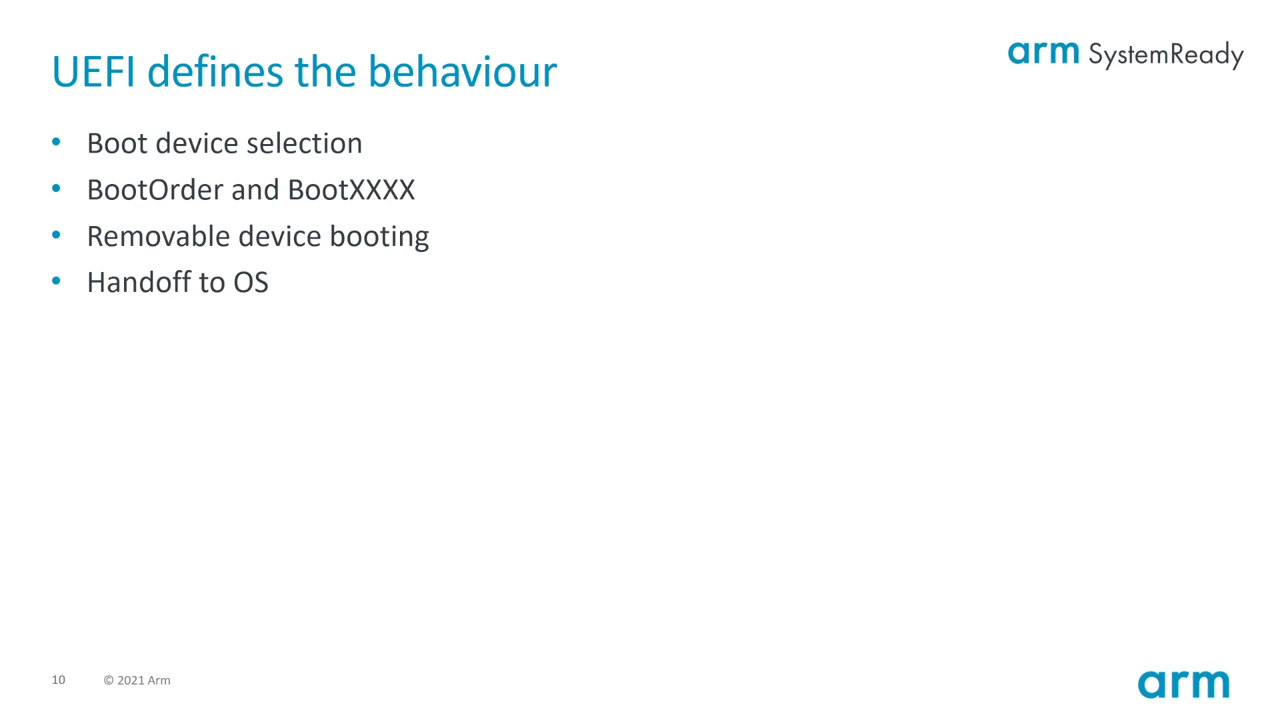 UEFI defines the behaviour
arm SystemReady
• Boot device selection
• BootOrder and BootXXXX
• Removable device booting
• Handoff to OS
10 © 2021 Arm
arm